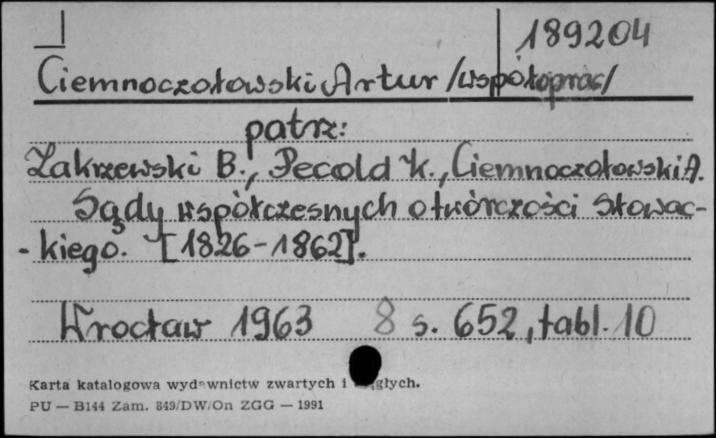 189204
Ciemnoczołowski Artur /współoprac/
patrz:
Zakrzewski B., Pecold K., Ciemnoczołowski A.
Sądy współczesnych o twórczości Słowac-
-kiego. [1826-1862].
Wrocław 1963 8 s. 652, tabl. 10
Karta katalogowa wydawnictw zwartych i
PU — B144 Zam. 849/DW/On ZGG — 1991